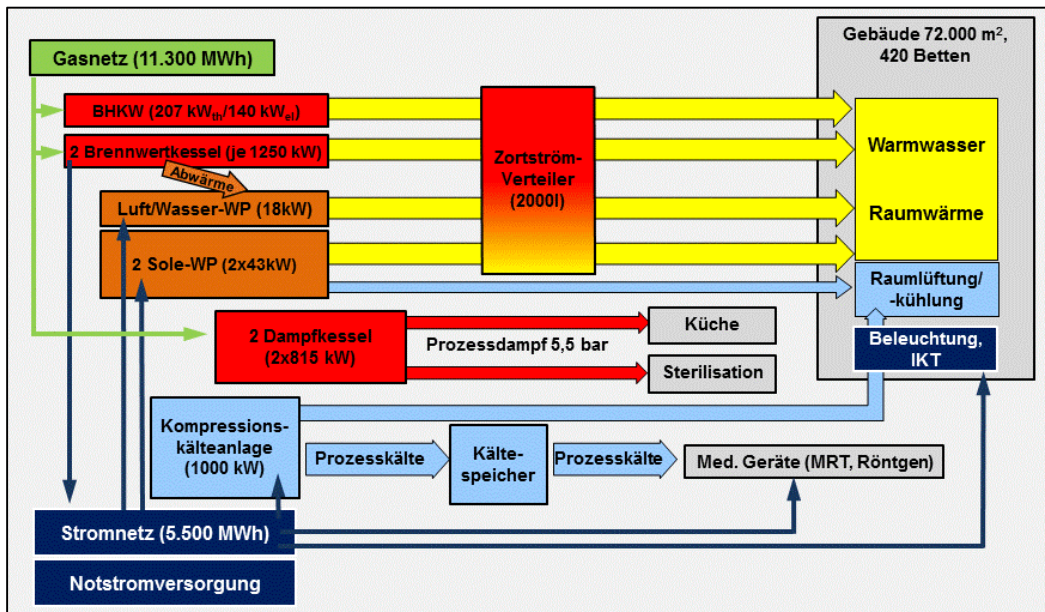 Gebäude 72.000 m²,
420 Betten
Gasnetz (11.300 MWh)
BHKW (207 kWth/140 kWel)
2 Brennwertkessel (je 1250 kW)
Abwärme
Luft/Wasser-WP (18kW)
2 Sole-WP (2x43kW)
Zortström-
Verteiler
(2000l)
Warmwasser
Raumwärme
Raumlüftung/
-kühlung
Beleuchtung,
IKT
2 Dampfkessel
(2x815 kW)
Prozessdampf 5,5 bar
Küche
Sterilisation
Kompressions-
kälteanlage
(1000 kW)
Prozesskälte
Kälte-
speicher
Prozesskälte
Med. Geräte (MRT, Röntgen)
Stromnetz (5.500 MWh)
Notstromversorgung